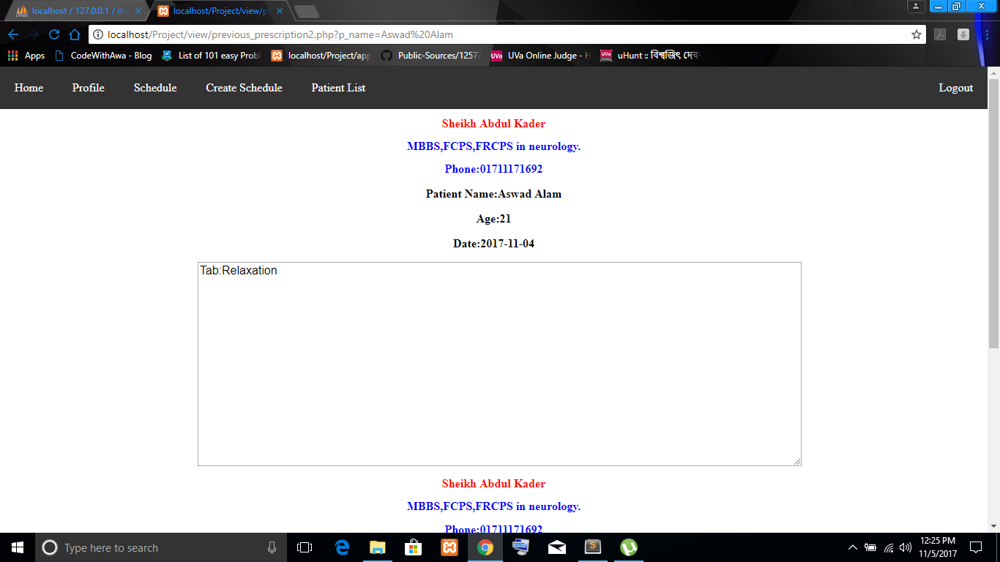 localhost / 127.0.0.1 / do
localhost/Project/view/p
localhost/Project/view/previous_prescription2.php?p_name=Aswad%20Alam
Apps CodeWithAwa - Blog List of 101 easy Probl localhost/Project/app Public-Sources/12577 UVa Online Judge - H uHunt :: বিশ্বজিৎ দেব
Home Profile Schedule Create Schedule Patient List Logout
Sheikh Abdul Kader
MBBS,FCPS,FRCPS in neurology.
Phone:01711171692
Patient Name:Aswad Alam
Age:21
Date:2017-11-04
Tab:Relaxation
Sheikh Abdul Kader
MBBS,FCPS,FRCPS in neurology.
Phone:01711171692
Type here to search
12:25 PM
11/5/2017